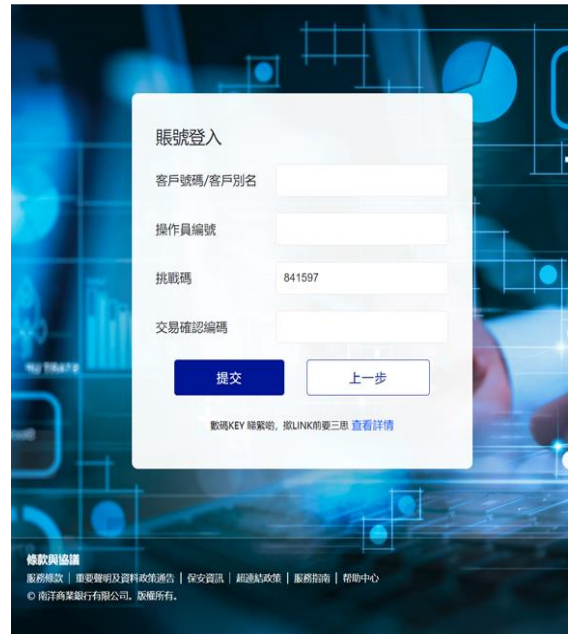 賬號登入
客戶號碼/客戶別名
操作員編號
挑戰碼 841597
交易確認編碼
提交 上一步
數碼KEY 睇緊啲，撳LINK前要三思 查看詳情
條款與協議
服務條款 | 重要聲明及資料政策通告 | 保安資訊 | 超連結政策 | 服務指南 | 幫助中心
© 南洋商業銀行有限公司。版權所有。